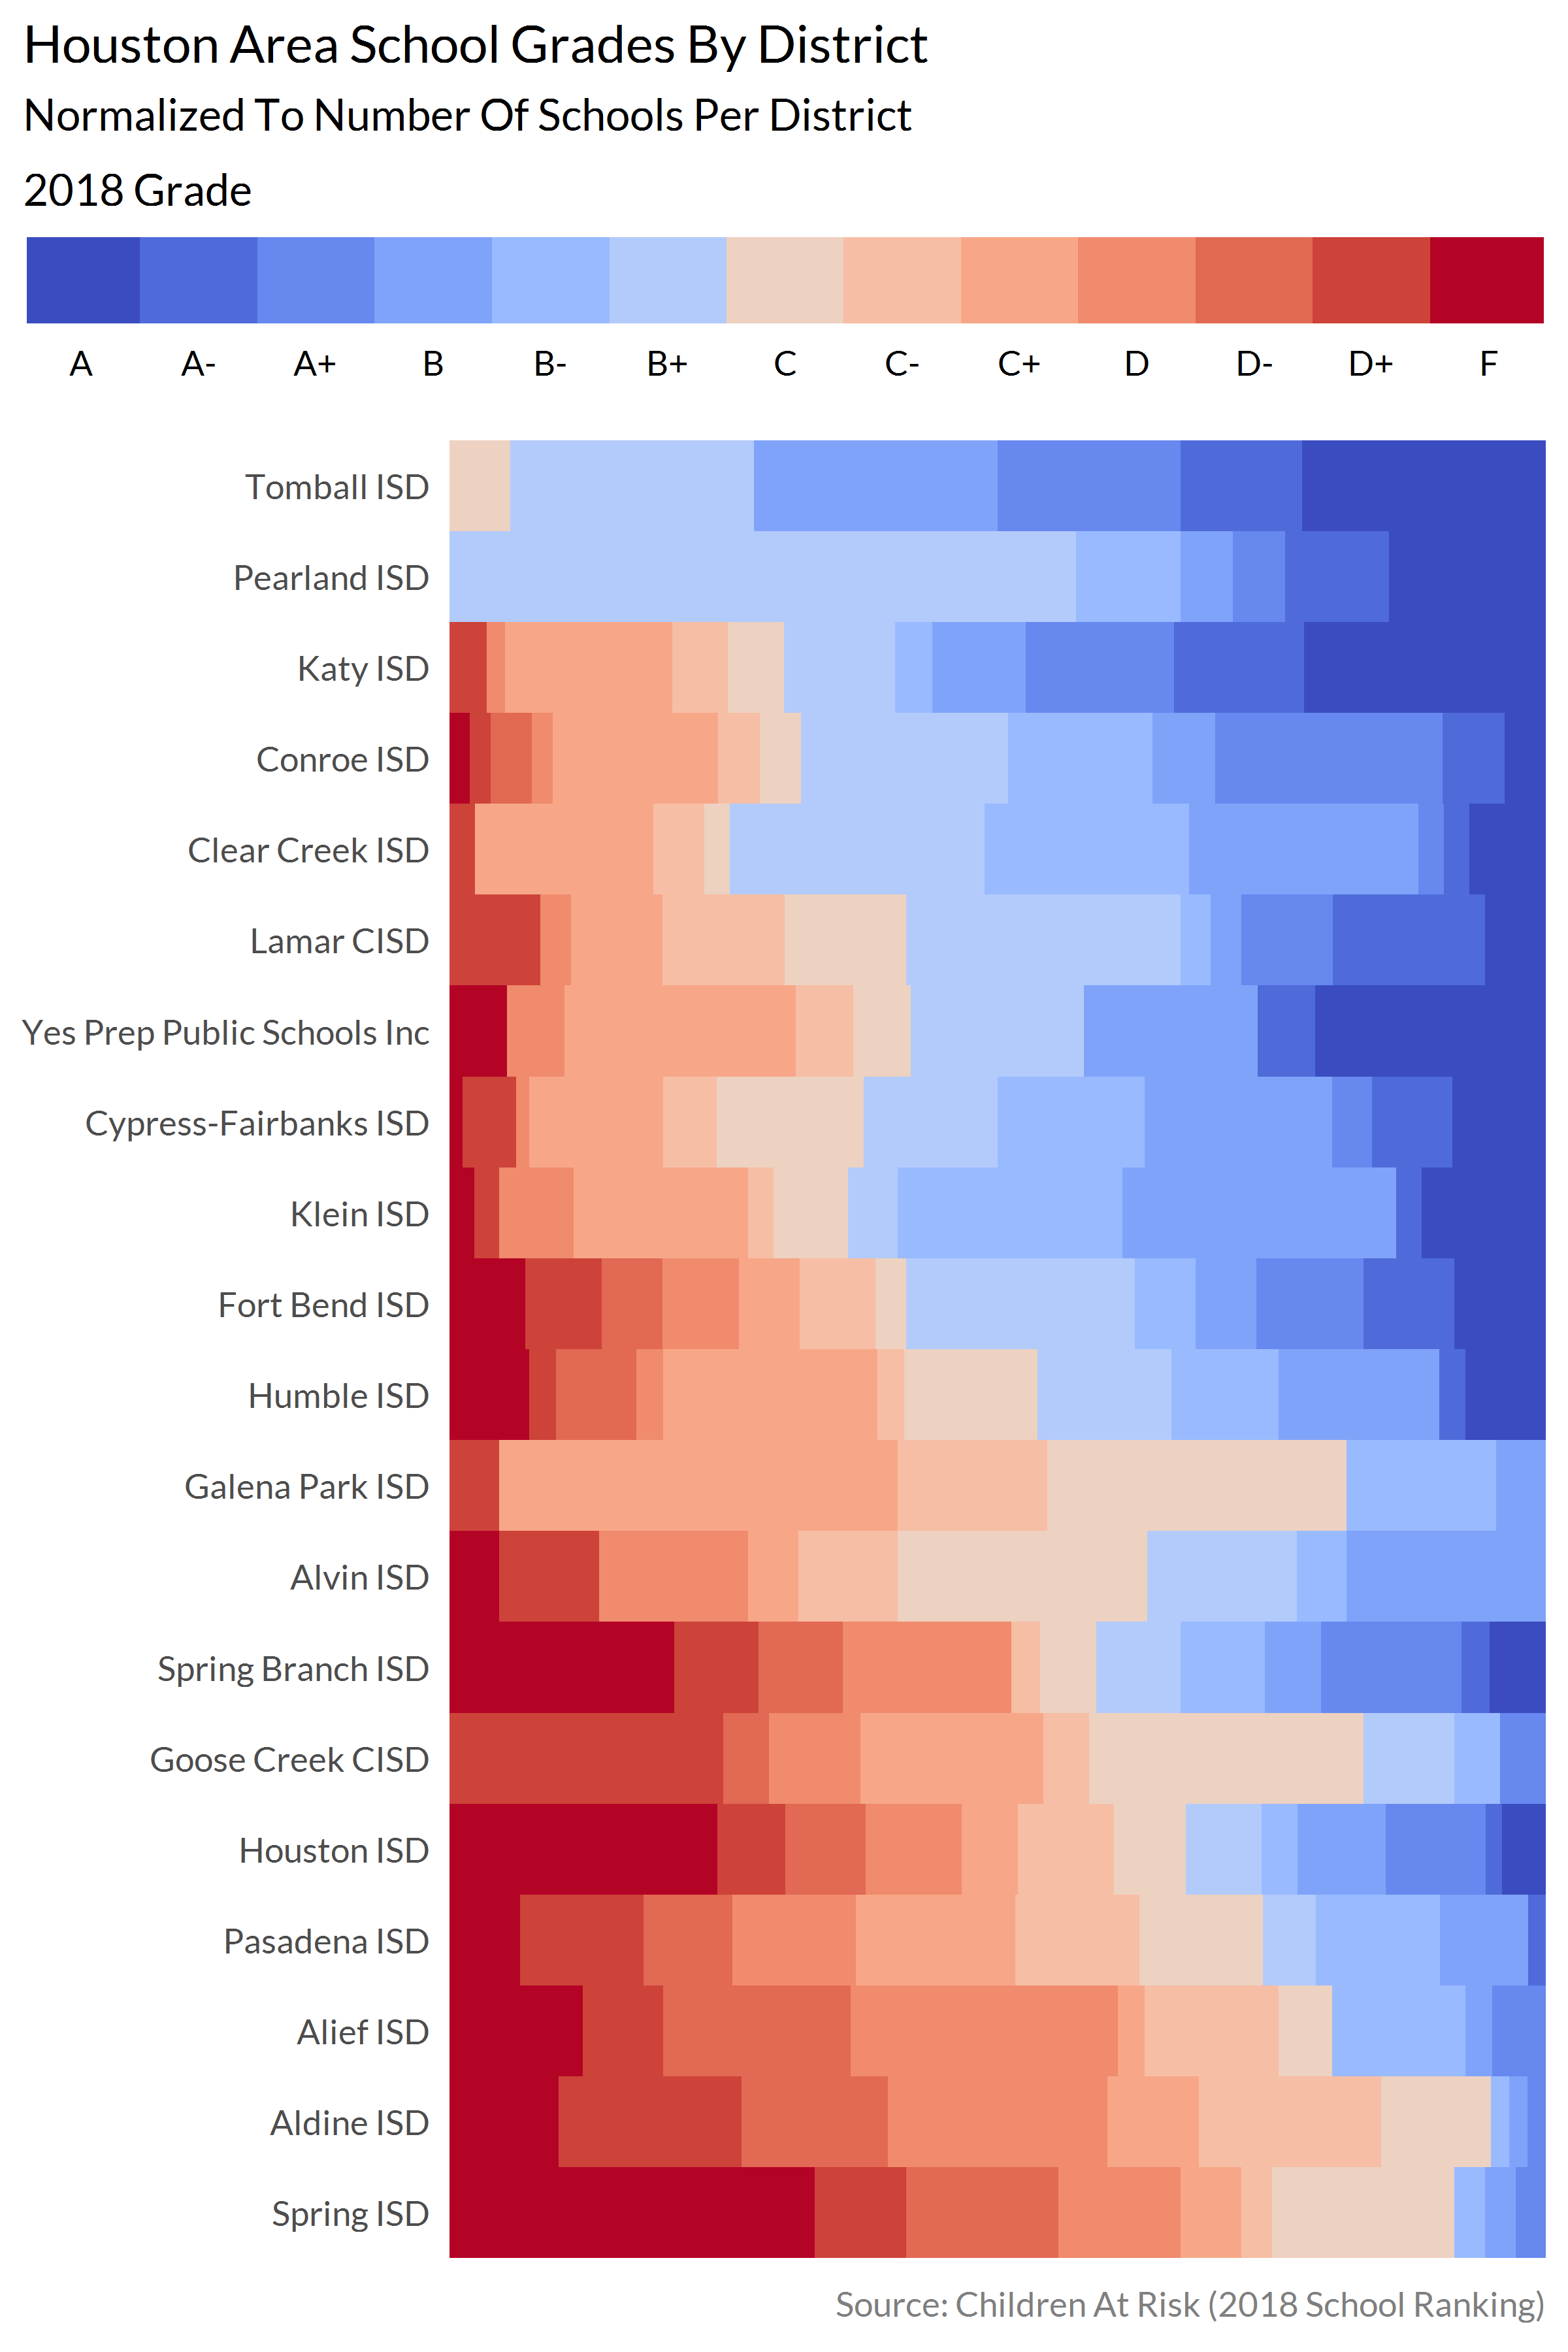 Houston Area School Grades By District
Normalized To Number Of Schools Per District
2018 Grade
A A- A+ B B- B+ C C- C+ D D- D+ F
Tomball ISD
Pearland ISD
Katy ISD
Conroe ISD
Clear Creek ISD
Lamar CISD
Yes Prep Public Schools Inc
Cypress-Fairbanks ISD
Klein ISD
Fort Bend ISD
Humble ISD
Galena Park ISD
Alvin ISD
Spring Branch ISD
Goose Creek CISD
Houston ISD
Pasadena ISD
Alief ISD
Aldine ISD
Spring ISD
Source: Children At Risk (2018 School Ranking)